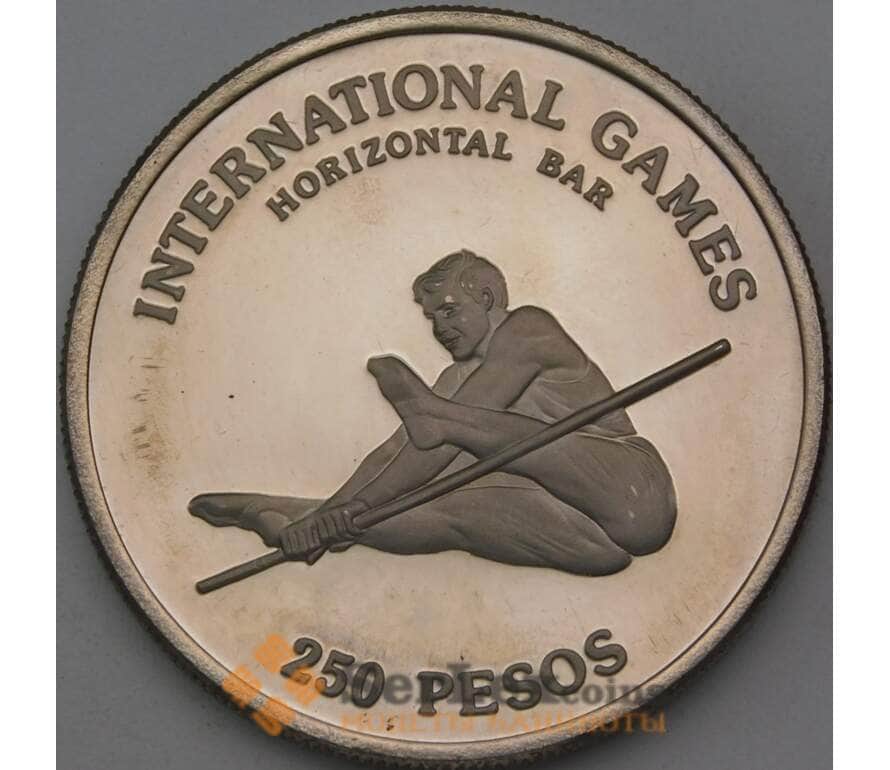 INTERNATIONAL GAMES
HORIZONTAL BAR
250 PESOS